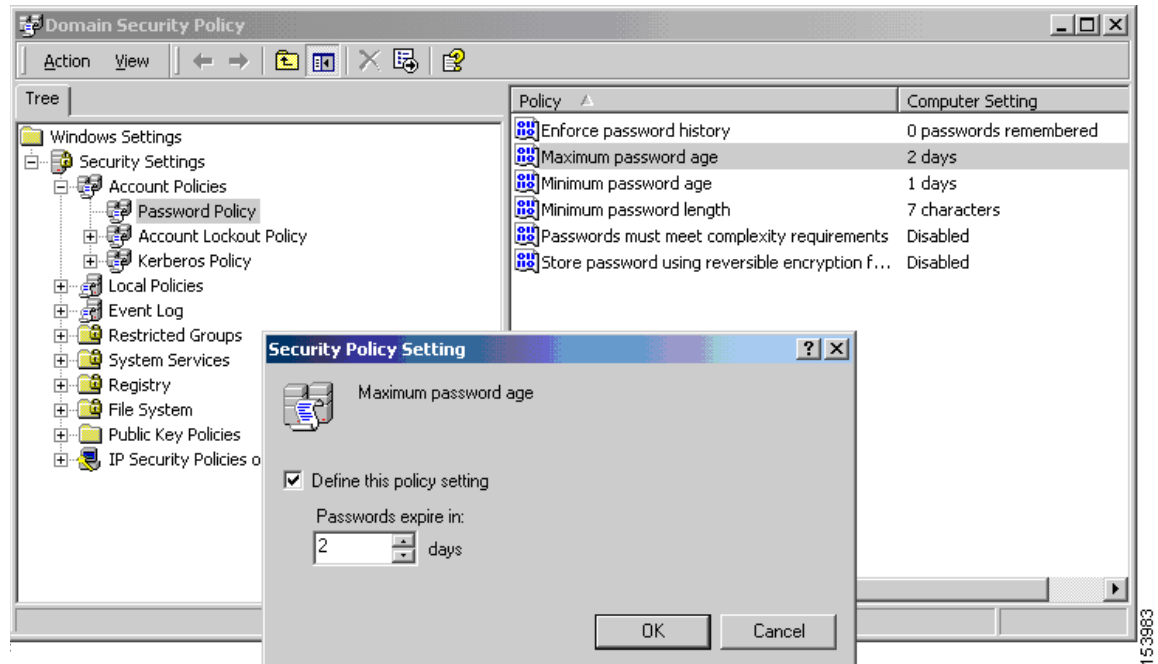 Domain Security Policy
Action View
Tree
Policy Computer Setting
Windows Settings
Security Settings
Account Policies
Password Policy
Account Lockout Policy
Kerberos Policy
Local Policies
Event Log
Restricted Groups
System Services
Registry
File System
Public Key Policies
IP Security Policies o
Enforce password history 0 passwords remembered
Maximum password age 2 days
Minimum password age 1 days
Minimum password length 7 characters
Passwords must meet complexity requirements Disabled
Store password using reversible encryption f... Disabled
Security Policy Setting
Maximum password age
Define this policy setting
Passwords expire in:
2 days
OK Cancel
153983